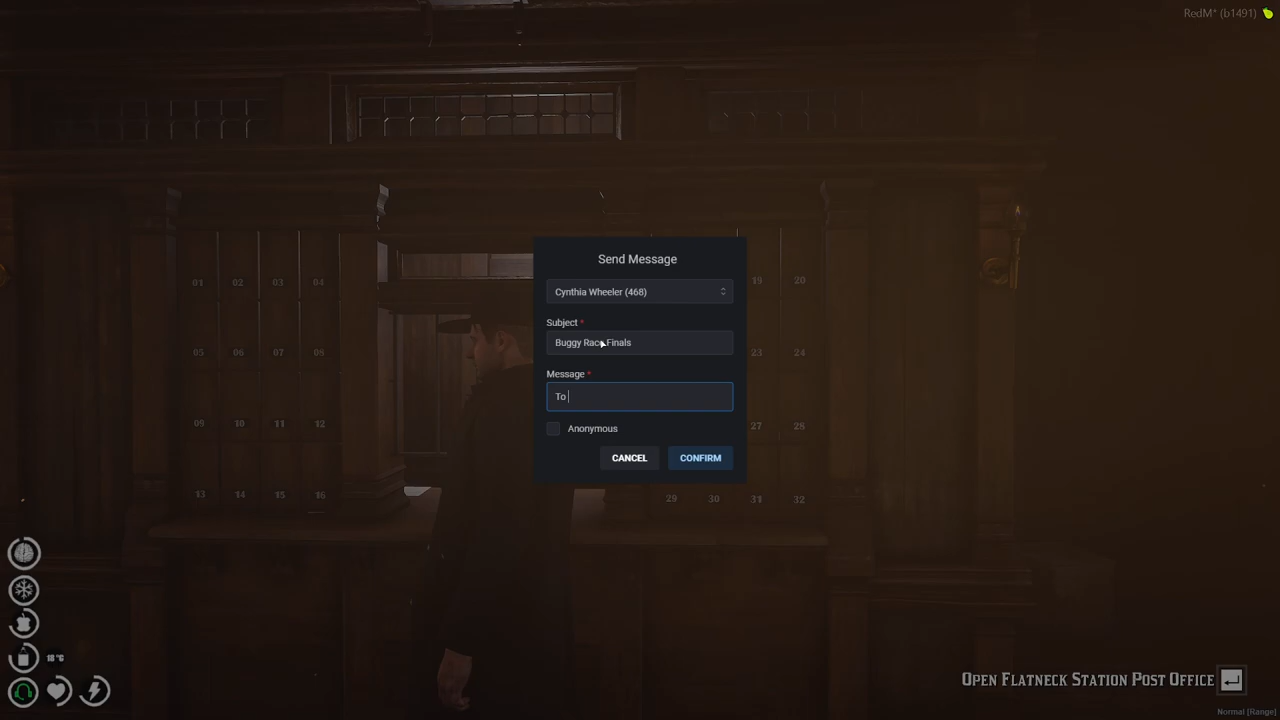 RedM* (b1491)
Send Message
Cynthia Wheeler (468)
Subject *
Buggy Race Finals
Message *
To
Anonymous
CANCEL CONFIRM
01 02 03 04
19 20
05 06 07 08
23 24
09 10 11 12
27 28
13 14 15 16
29 30 31 32
18°C
OPEN FLATNECK STATION POST OFFICE
Normal [Range]